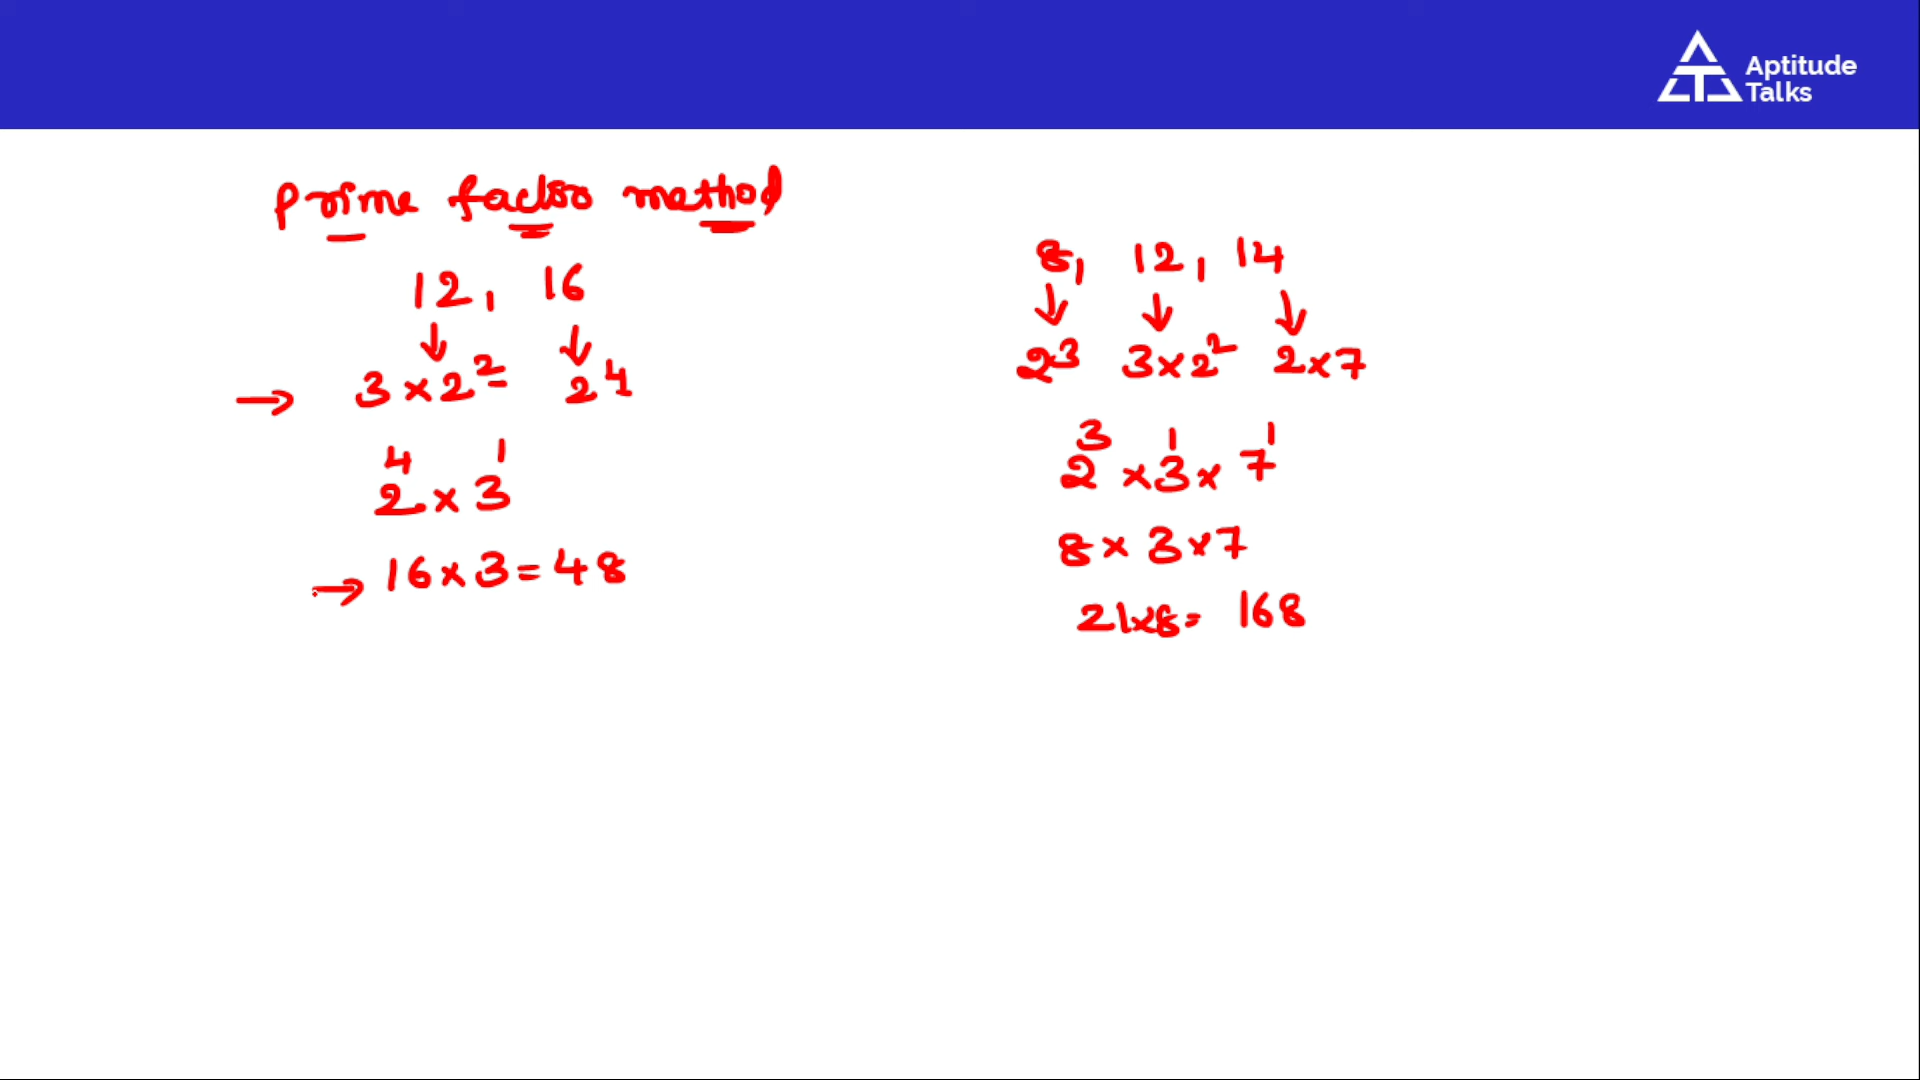 Aptitude
Talks
Prime factor method
12, 16
3 × 2² 2⁴
2⁴ × 3¹
→ 16 × 3 = 48
8, 12, 14
2³ 3 × 2² 2 × 7
2³ × 3¹ × 7¹
8 × 3 × 7
21 × 8 = 168